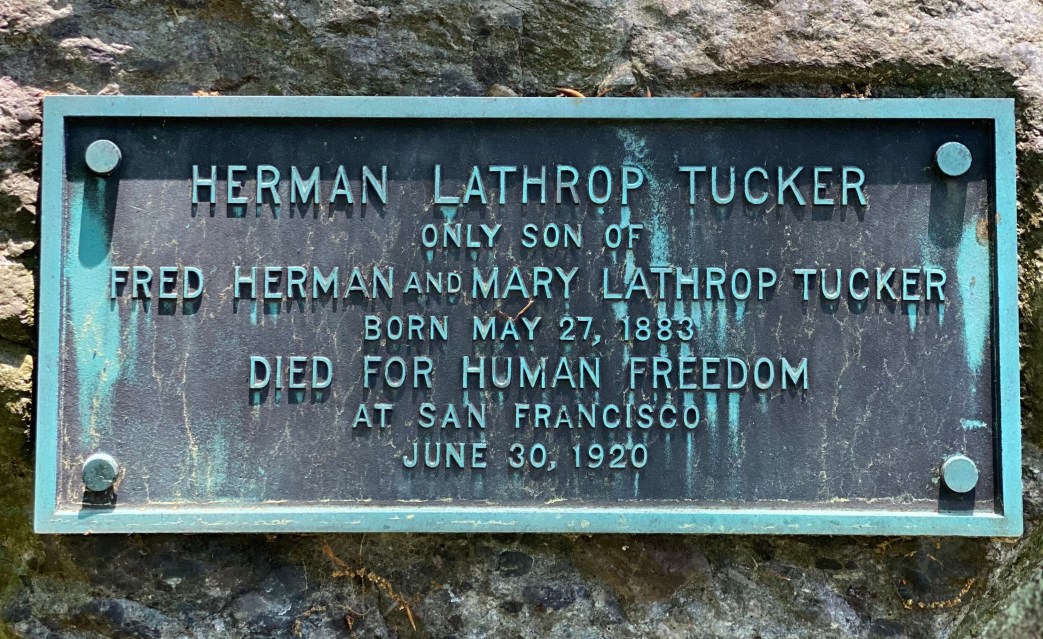 HERMAN LATHROP TUCKER
ONLY SON OF
FRED HERMAN AND MARY LATHROP TUCKER
BORN MAY 27, 1883
DIED FOR HUMAN FREEDOM
AT SAN FRANCISCO
JUNE 30, 1920